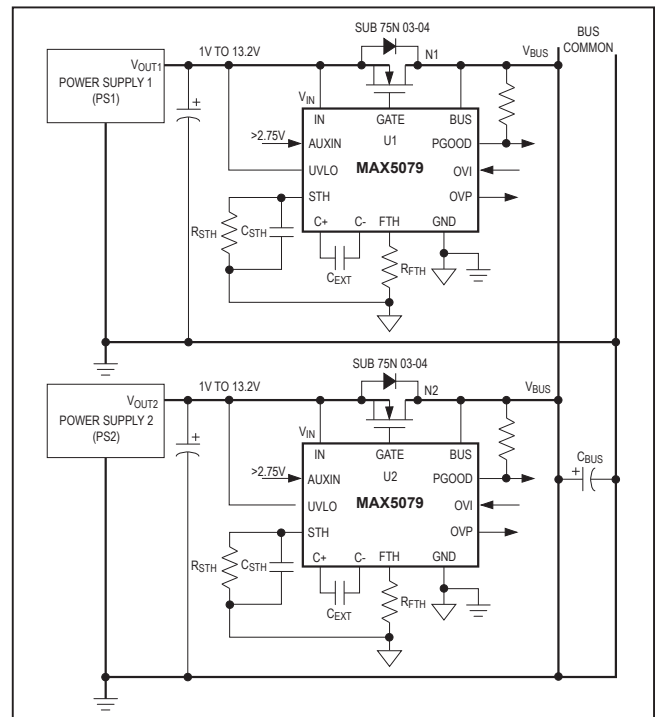 SUB 75N 03-04
BUS
COMMON
VOUT1
1V TO 13.2V
N1
VBUS
POWER SUPPLY 1
(PS1)
+
VIN
IN
GATE
BUS
>2.75V
AUXIN
U1
PGOOD
UVLO
MAX5079
OVI
STH
OVP
C+
C-
FTH
GND
RSTH
CSTH
CEXT
RFTH
SUB 75N 03-04
VOUT2
1V TO 13.2V
N2
VBUS
POWER SUPPLY 2
(PS2)
+
VIN
IN
GATE
BUS
CBUS
+
>2.75V
AUXIN
U2
PGOOD
UVLO
MAX5079
OVI
STH
OVP
C+
C-
FTH
GND
RSTH
CSTH
CEXT
RFTH